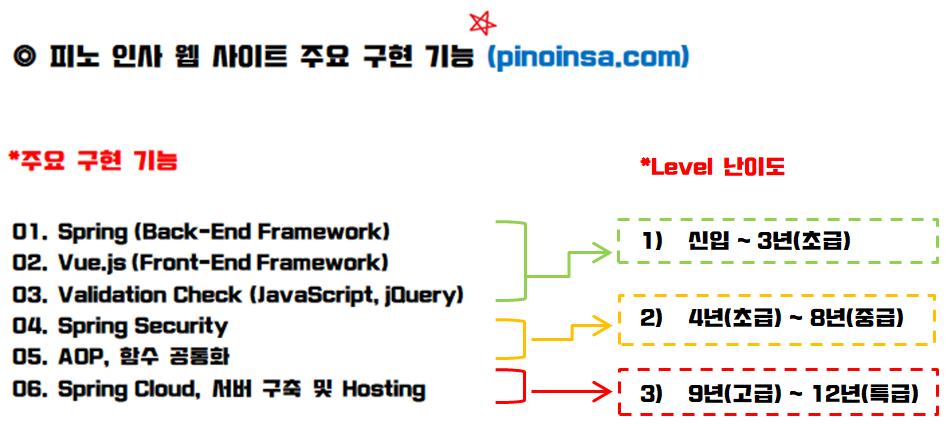 ◎ 피노 인사 웹 사이트 주요 구현 기능 (pinoinsa.com)
*주요 구현 기능
01. Spring (Back-End Framework)
02. Vue.js (Front-End Framework)
03. Validation Check (JavaScript, jQuery)
04. Spring Security
05. AOP, 함수 공통화
06. Spring Cloud, 서버 구축 및 Hosting
*Level 난이도
1) 신입 ~ 3년(초급)
2) 4년(초급) ~ 8년(중급)
3) 9년(고급) ~ 12년(특급)